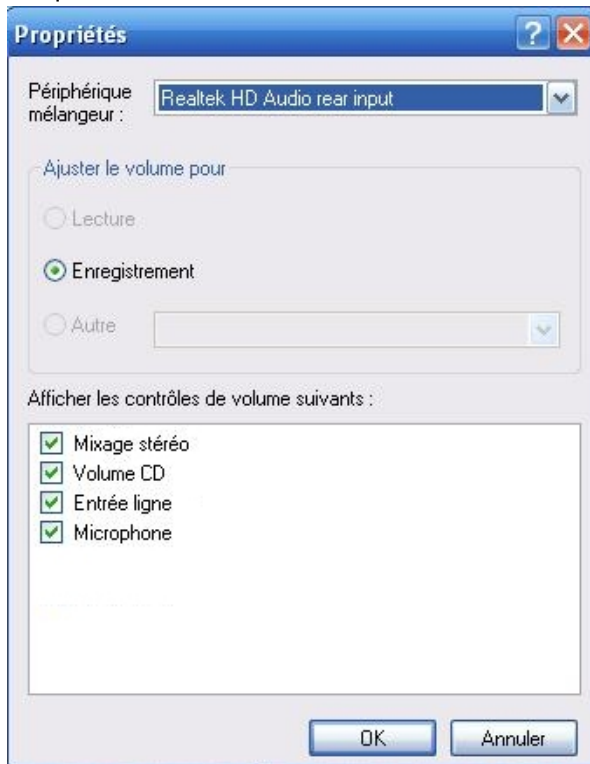 Propriétés
Périphérique
mélangeur :
Realtek HD Audio rear input
Ajuster le volume pour
Lecture
Enregistrement
Autre
Afficher les contrôles de volume suivants :
Mixage stéréo
Volume CD
Entrée ligne
Microphone
OK
Annuler